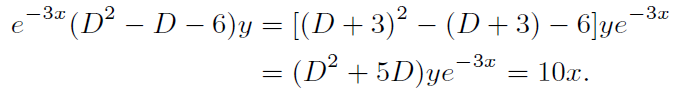 e^{-3x}(D^2 − D − 6)y = [(D + 3)^2 − (D + 3) − 6]ye^{-3x}
= (D^2 + 5D)ye^{-3x} = 10x.